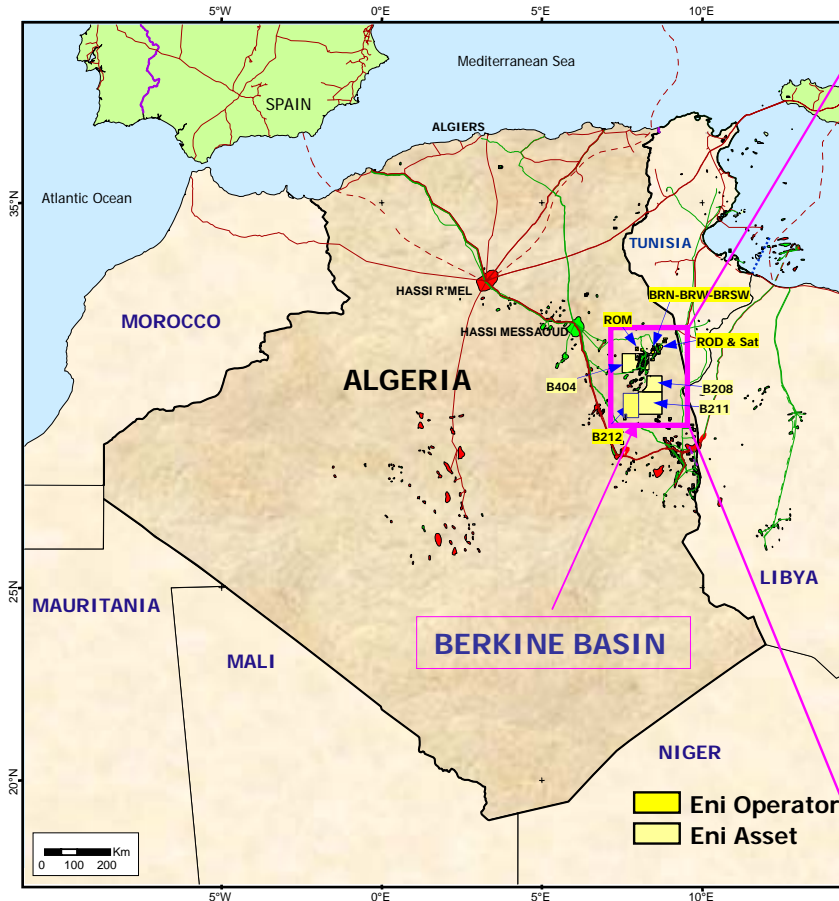 5°W
0°E
5°E
10°E
Mediterranean Sea
SPAIN
ALGIERS
Atlantic Ocean
35°N
TUNISIA
HASSI R'MEL
BRN-BRW-BRSW
ROM
MOROCCO
HASSI MESSAOUD
ROD & Sat
ALGERIA
B404
B208
B211
B212
LIBYA
25°N
MAURITANIA
BERKINE BASIN
MALI
NIGER
20°N
Eni Operator
Eni Asset
Km
0 100 200
5°W
0°E
5°E
10°E